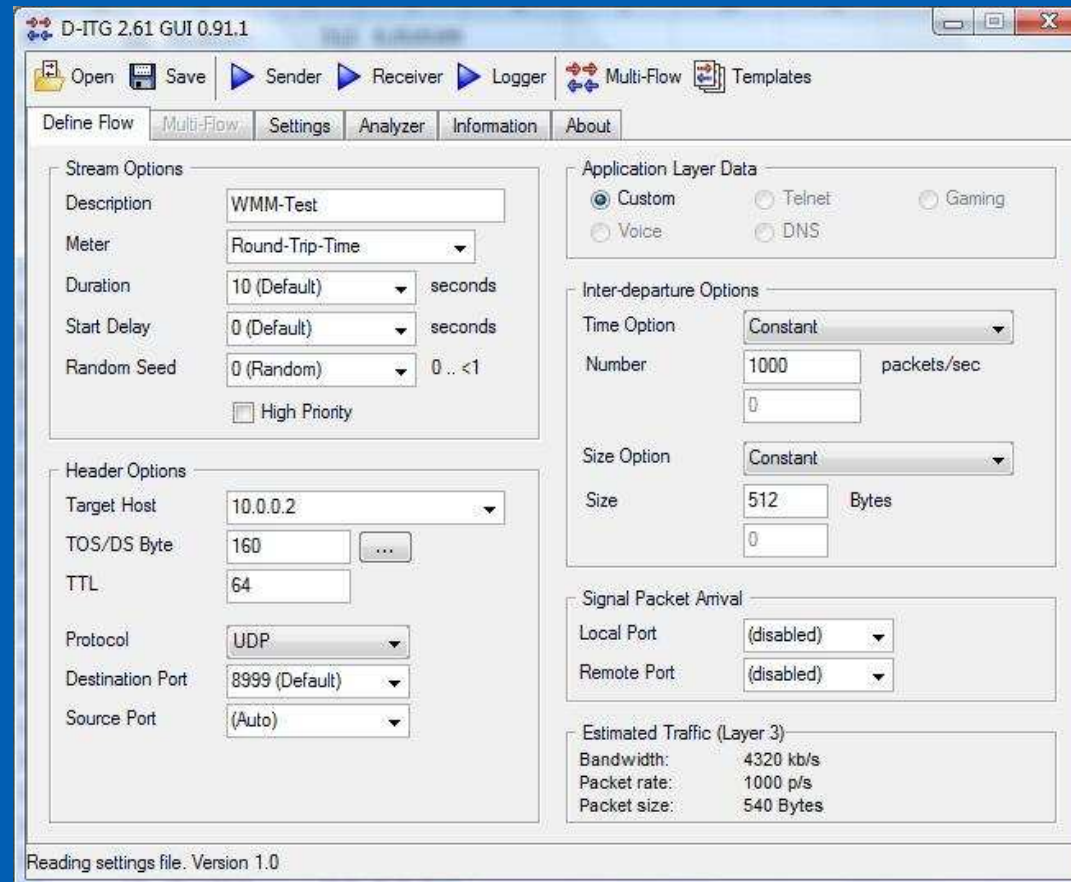 D-ITG 2.61 GUI 0.91.1
Open Save Sender Receiver Logger Multi-Flow Templates
Define Flow Multi-Flow Settings Analyzer Information About
Stream Options
Description WMM-Test
Meter Round-Trip-Time
Duration 10 (Default) seconds
Start Delay 0 (Default) seconds
Random Seed 0 (Random) 0 .. <1
High Priority
Header Options
Target Host 10.0.0.2
TOS/DS Byte 160 ...
TTL 64
Protocol UDP
Destination Port 8999 (Default)
Source Port (Auto)
Application Layer Data
Custom Telnet Gaming
Voice DNS
Inter-departure Options
Time Option Constant
Number 1000 packets/sec
0
Size Option Constant
Size 512 Bytes
0
Signal Packet Arrival
Local Port (disabled)
Remote Port (disabled)
Estimated Traffic (Layer 3)
Bandwidth: 4320 kb/s
Packet rate: 1000 p/s
Packet size: 540 Bytes
Reading settings file. Version 1.0